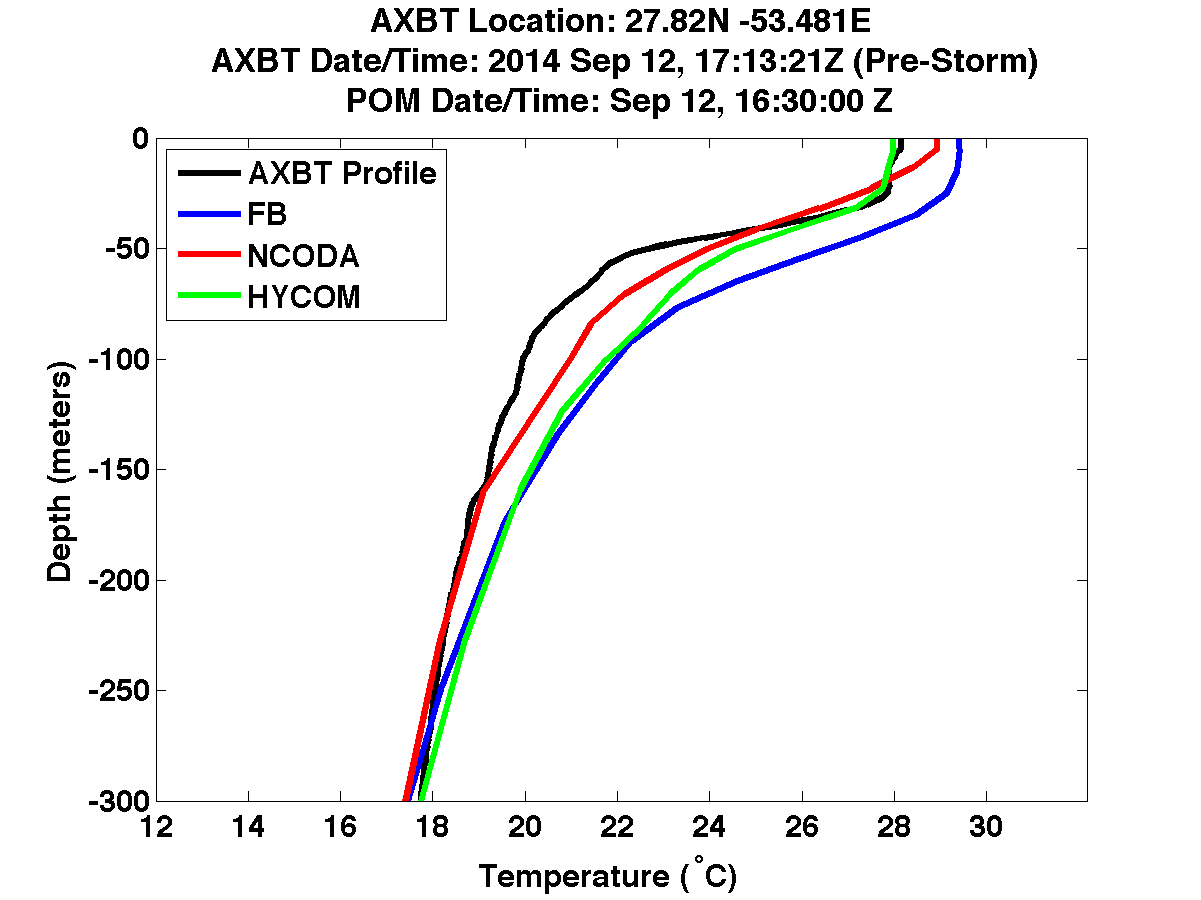 AXBT Location: 27.82N -53.481E
AXBT Date/Time: 2014 Sep 12, 17:13:21Z (Pre-Storm)
POM Date/Time: Sep 12, 16:30:00 Z
AXBT Profile
FB
NCODA
HYCOM
0
-50
-100
-150
-200
-250
-300
Depth (meters)
12 14 16 18 20 22 24 26 28 30
Temperature (°C)